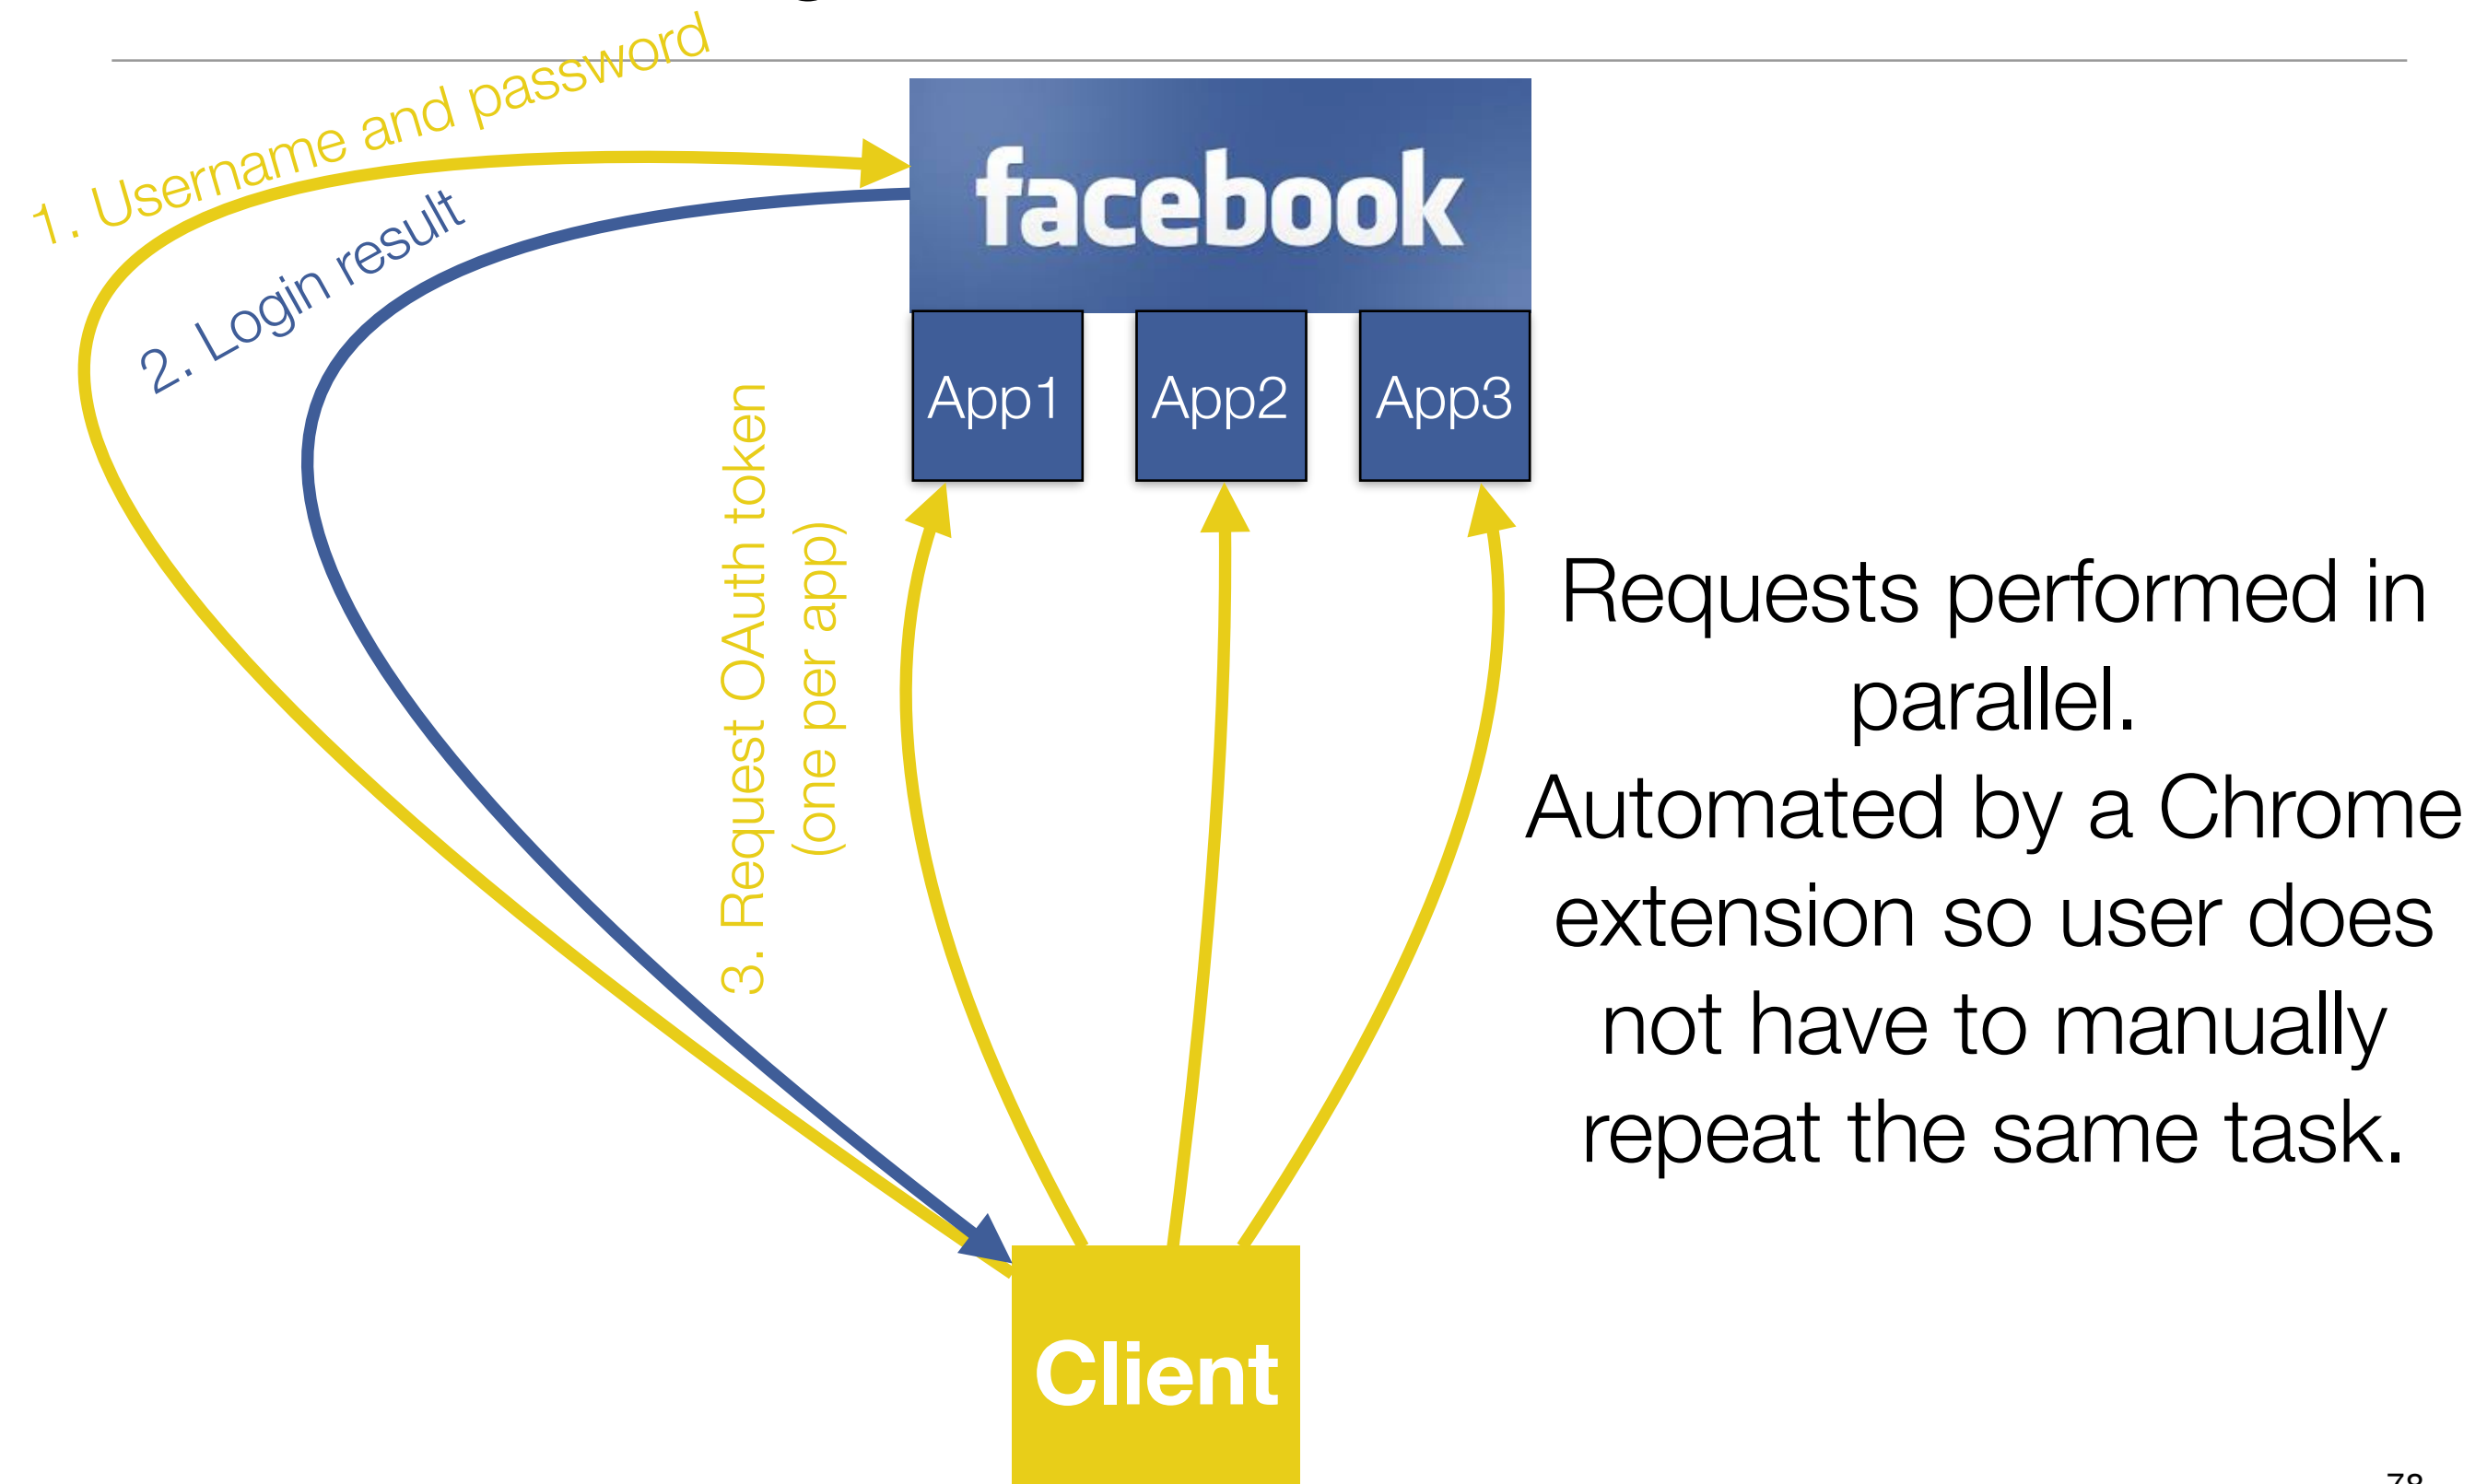 1. Username and password
2. Login result
facebook
App1
App2
App3
3. Request OAuth token
(one per app)
Requests performed in
parallel.
Automated by a Chrome
extension so user does
not have to manually
repeat the same task.
Client